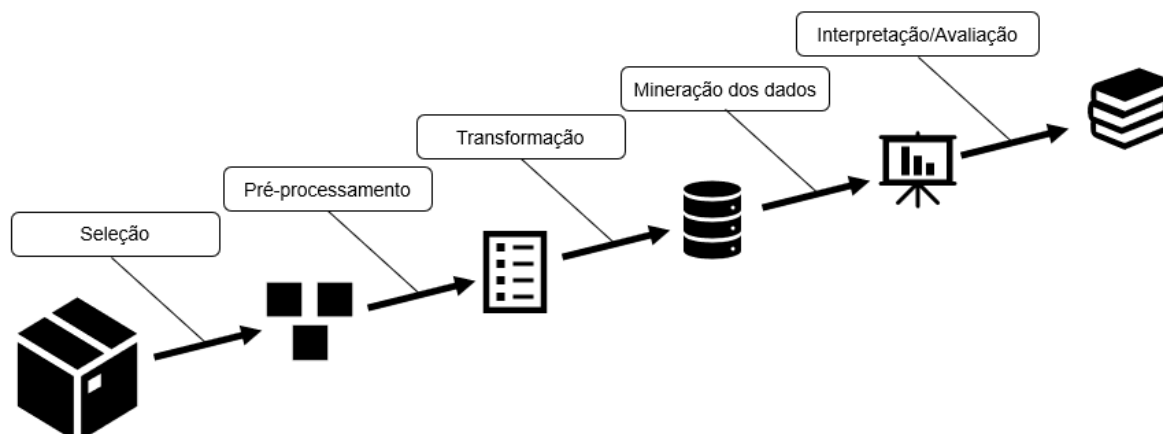 Seleção
Pré-processamento
Transformação
Mineração dos dados
Interpretação/Avaliação